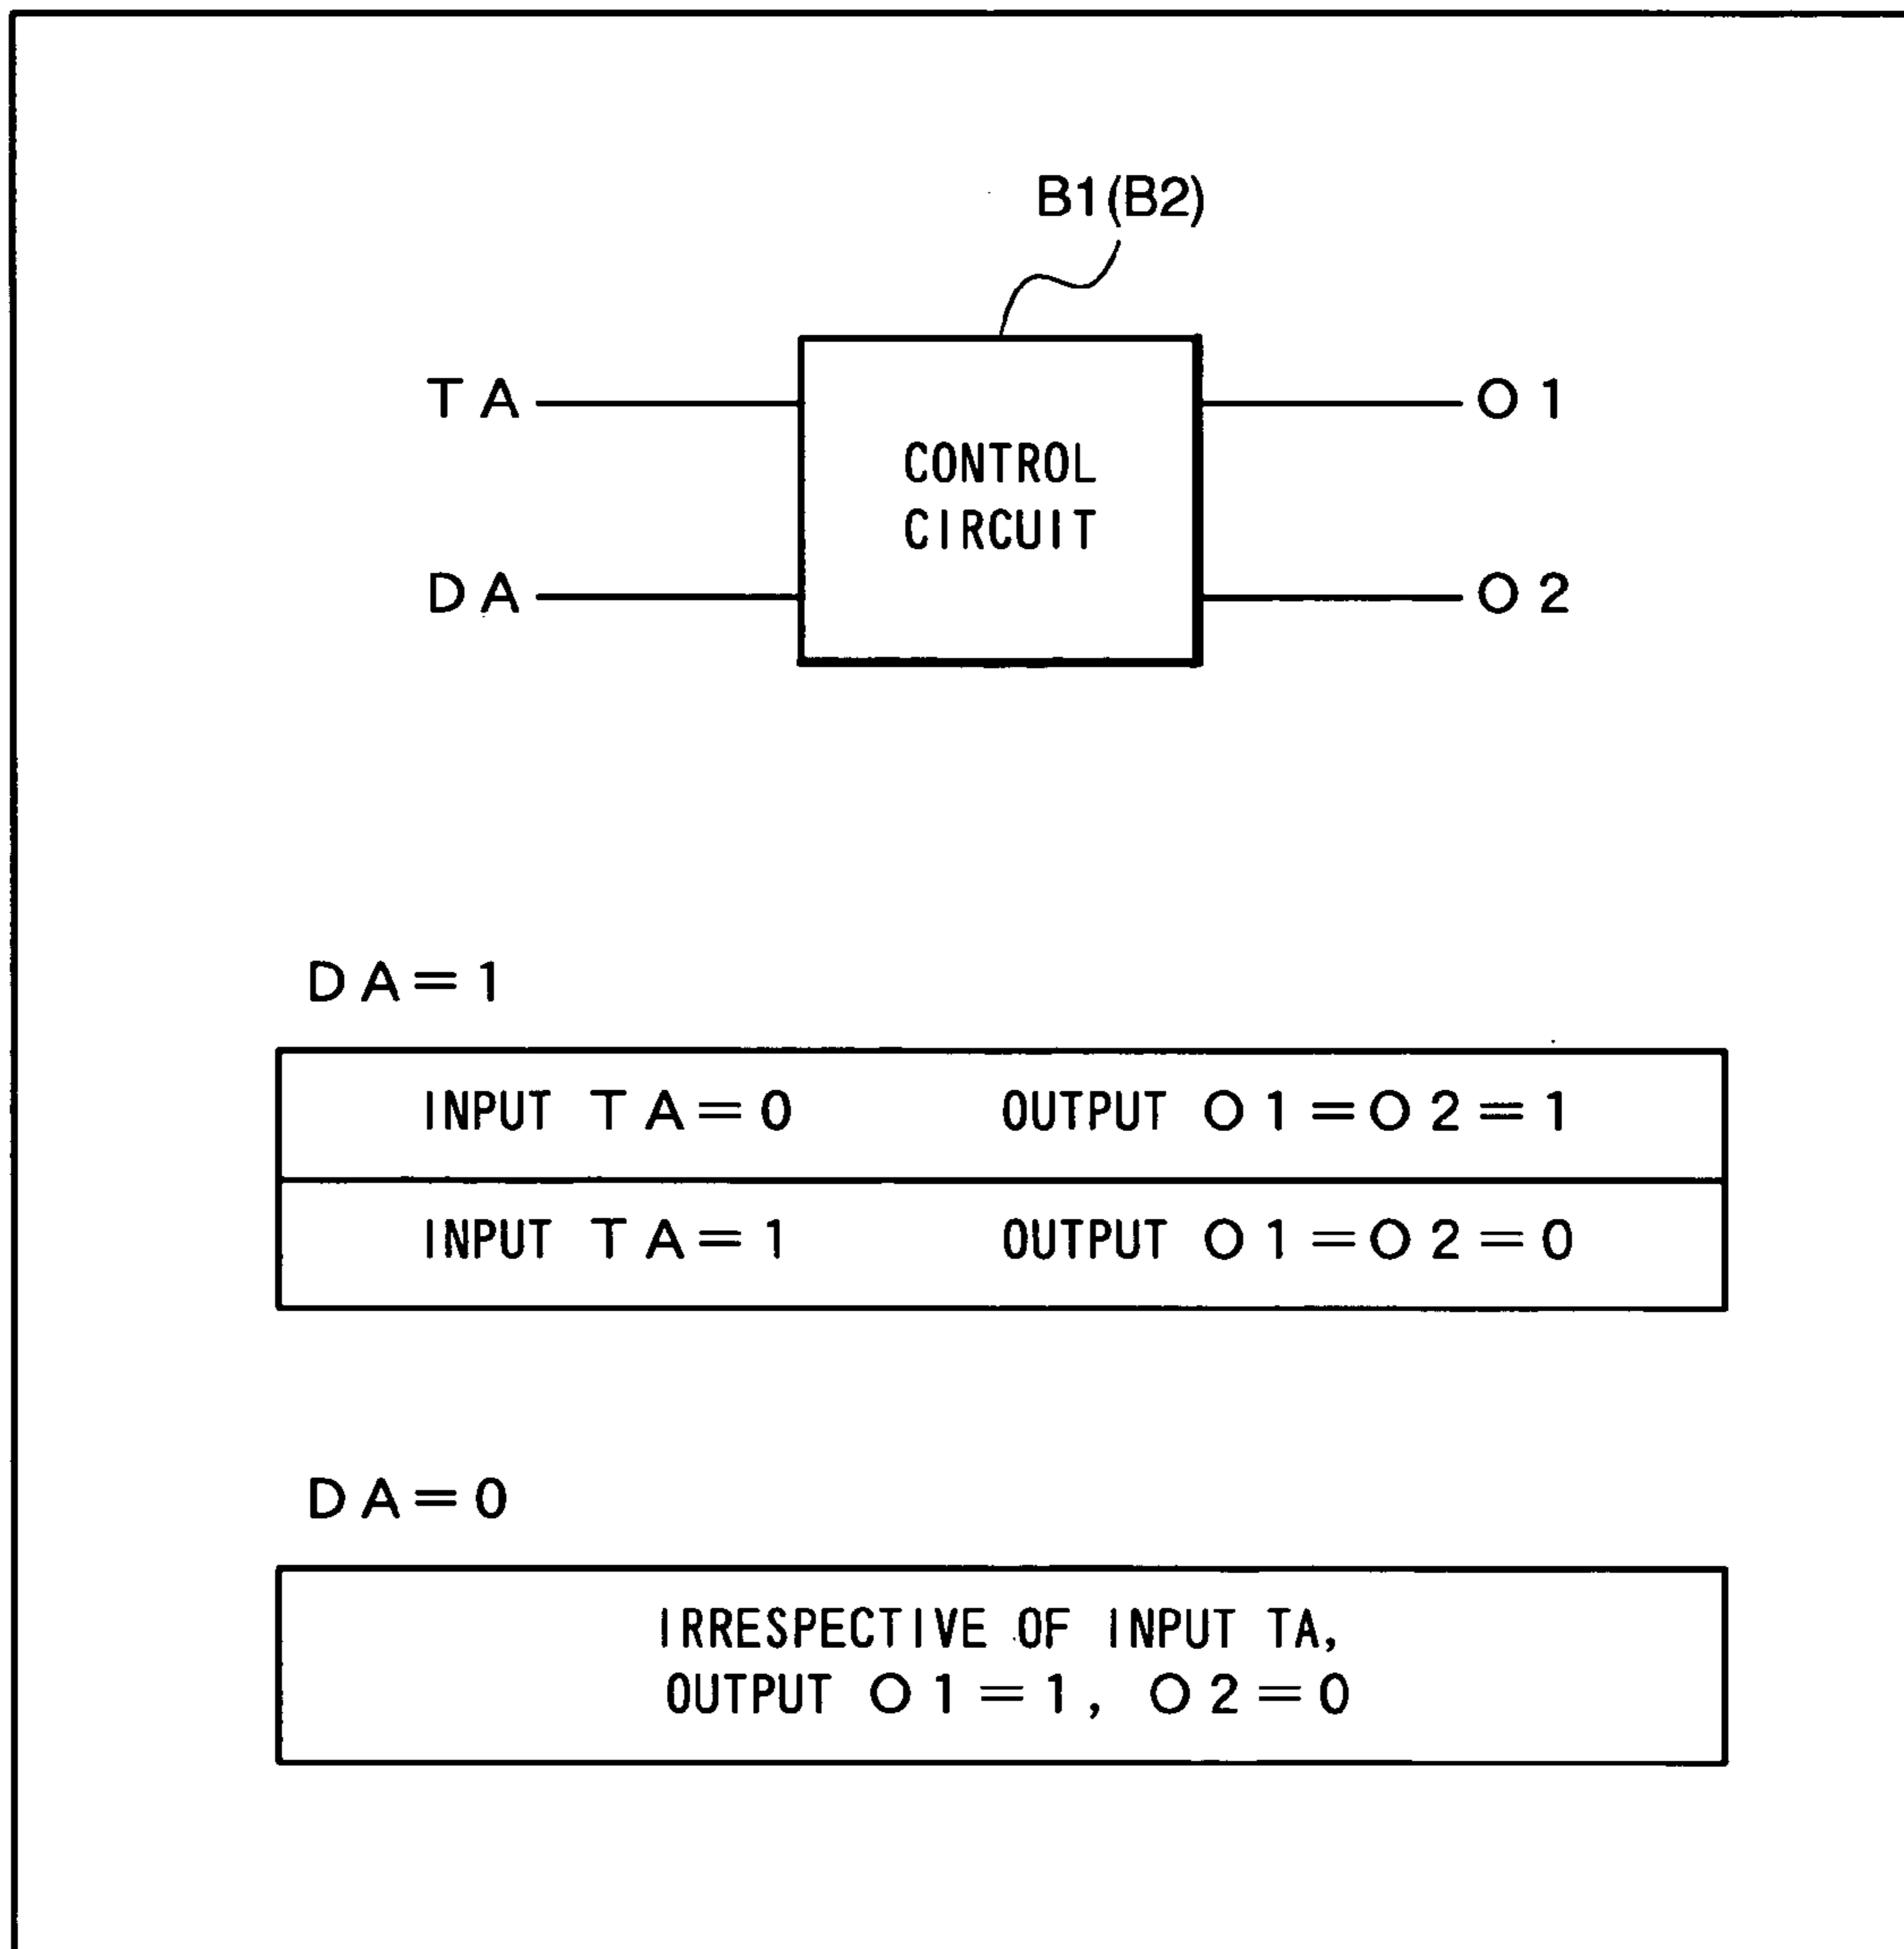 B1(B2)
TA
O1
CONTROL
CIRCUIT
DA
O2
DA=1
INPUT TA=0 OUTPUT O1=O2=1
INPUT TA=1 OUTPUT O1=O2=0
DA=0
IRRESPECTIVE OF INPUT TA,
OUTPUT O1=1, O2=0